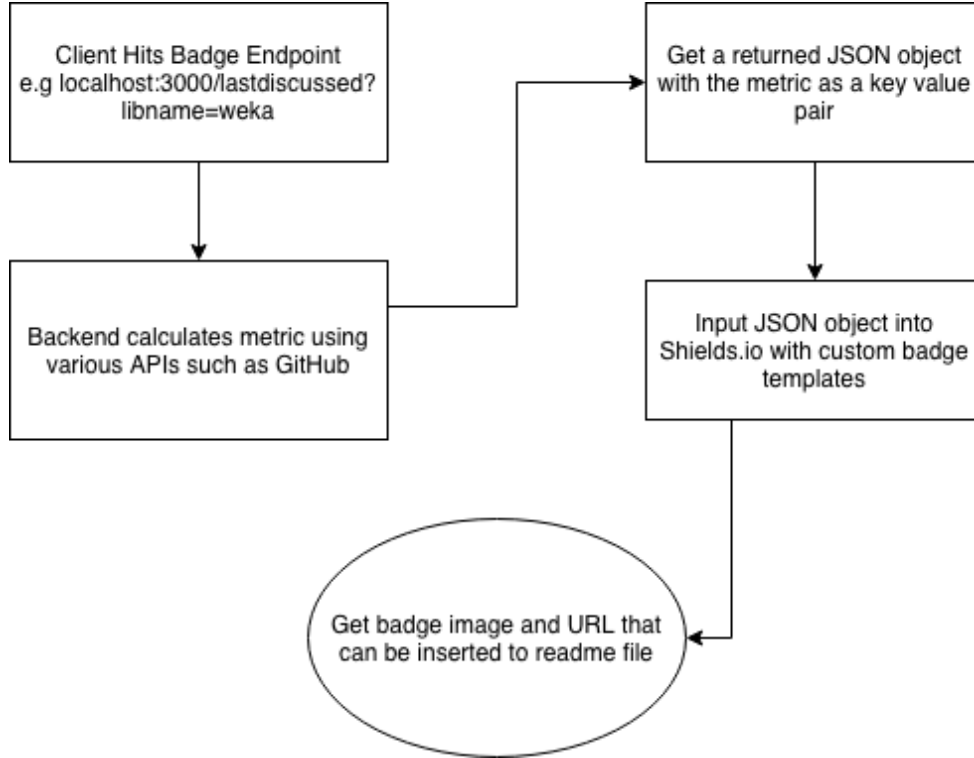 Client Hits Badge Endpoint
e.g localhost:3000/lastdiscussed?
libname=weka
Backend calculates metric using
various APIs such as GitHub
Get a returned JSON object
with the metric as a key value
pair
Input JSON object into
Shields.io with custom badge
templates
Get badge image and URL that
can be inserted to readme file